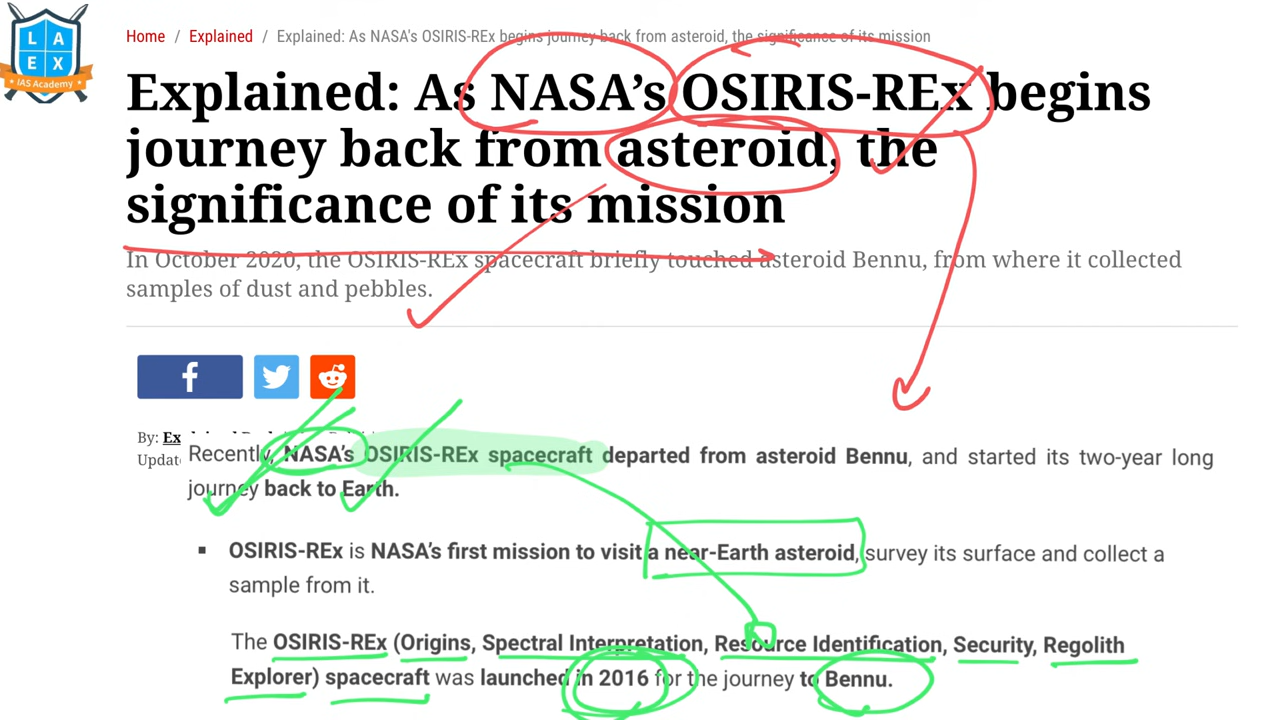 L A
E X
IAS Academy
Home / Explained / Explained: As NASA's OSIRIS-REx begins journey back from asteroid, the significance of its mission
Explained: As NASA's OSIRIS-REx begins
journey back from asteroid, the
significance of its mission
In October 2020, the OSIRIS-REx spacecraft briefly touched asteroid Bennu, from where it collected
samples of dust and pebbles.
f
By: Ex
Updat
Recently, NASA's OSIRIS-REx spacecraft departed from asteroid Bennu, and started its two-year long
journey back to Earth.
▪ OSIRIS-REx is NASA's first mission to visit a near-Earth asteroid, survey its surface and collect a
sample from it.
The OSIRIS-REx (Origins, Spectral Interpretation, Resource Identification, Security, Regolith
Explorer) spacecraft was launched in 2016 for the journey to Bennu.